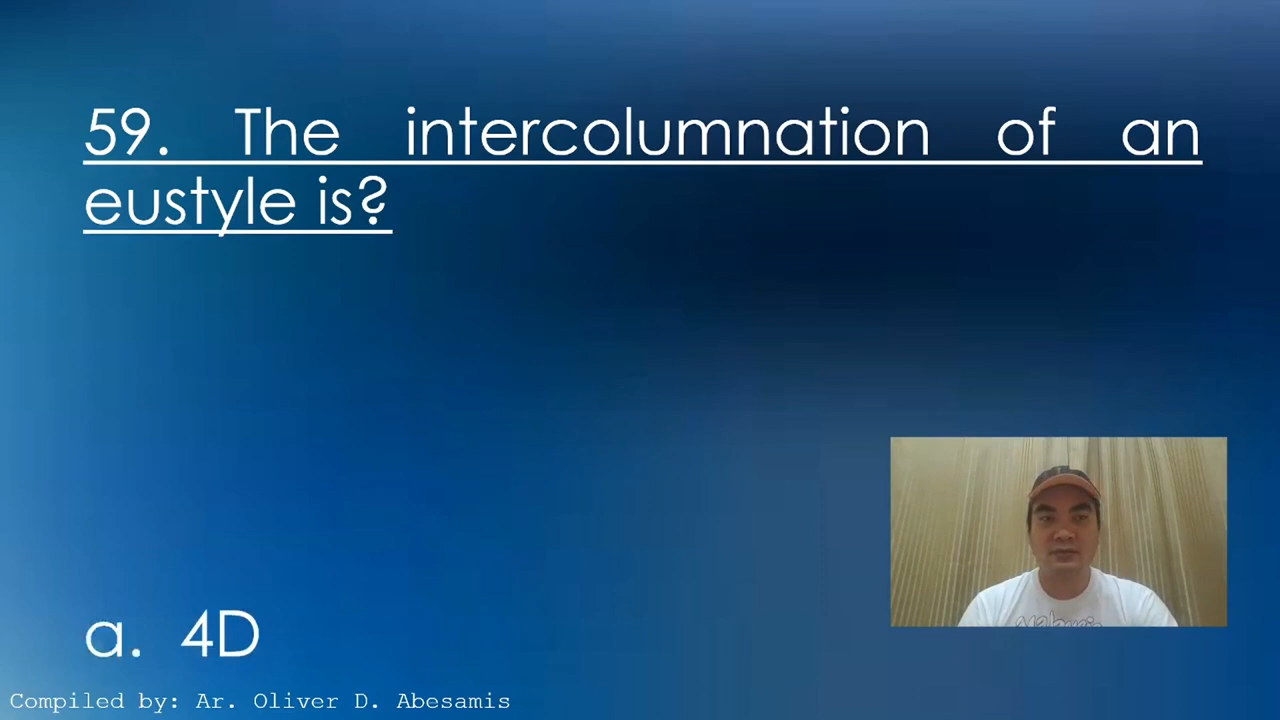 59. The intercolumnation of an
eustyle is?
a. 4D
Compiled by: Ar. Oliver D. Abesamis